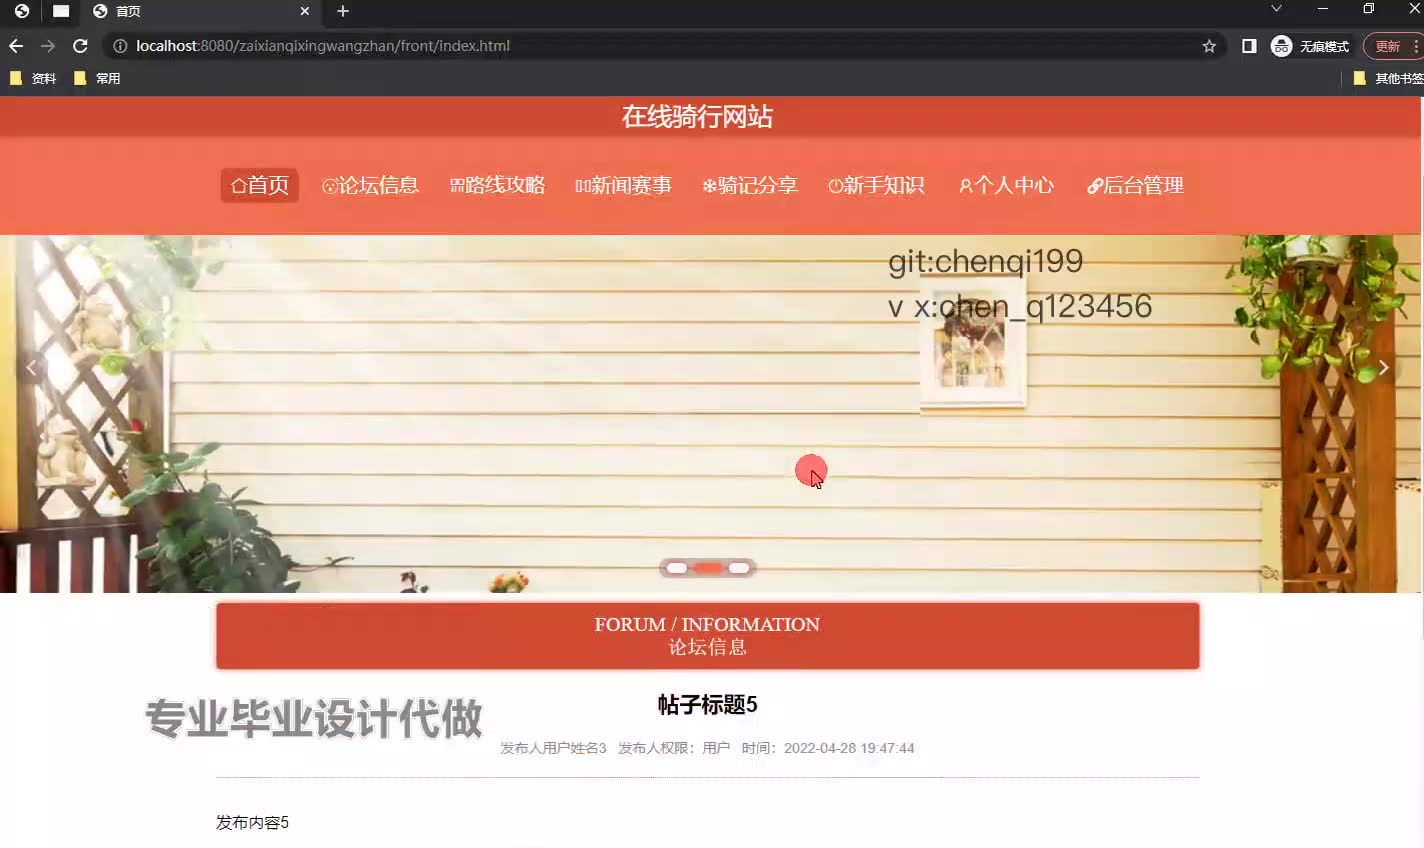 首页
localhost:8080/zaixianqixingwangzhan/front/index.html
无痕模式
更新
资料
常用
其他书签
在线骑行网站
首页
论坛信息
路线攻略
新闻赛事
骑记分享
新手知识
个人中心
后台管理
git:chenqi199
v x:chen_q123456
FORUM / INFORMATION
论坛信息
帖子标题5
专业毕业设计代做
发布人用户姓名3 发布人权限：用户 时间：2022-04-28 19:47:44
发布内容5